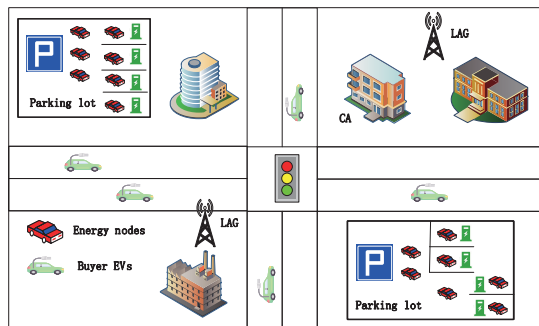 P
Parking lot
LAG
CA
LAG
Energy nodes
Buyer EVs
P
Parking lot